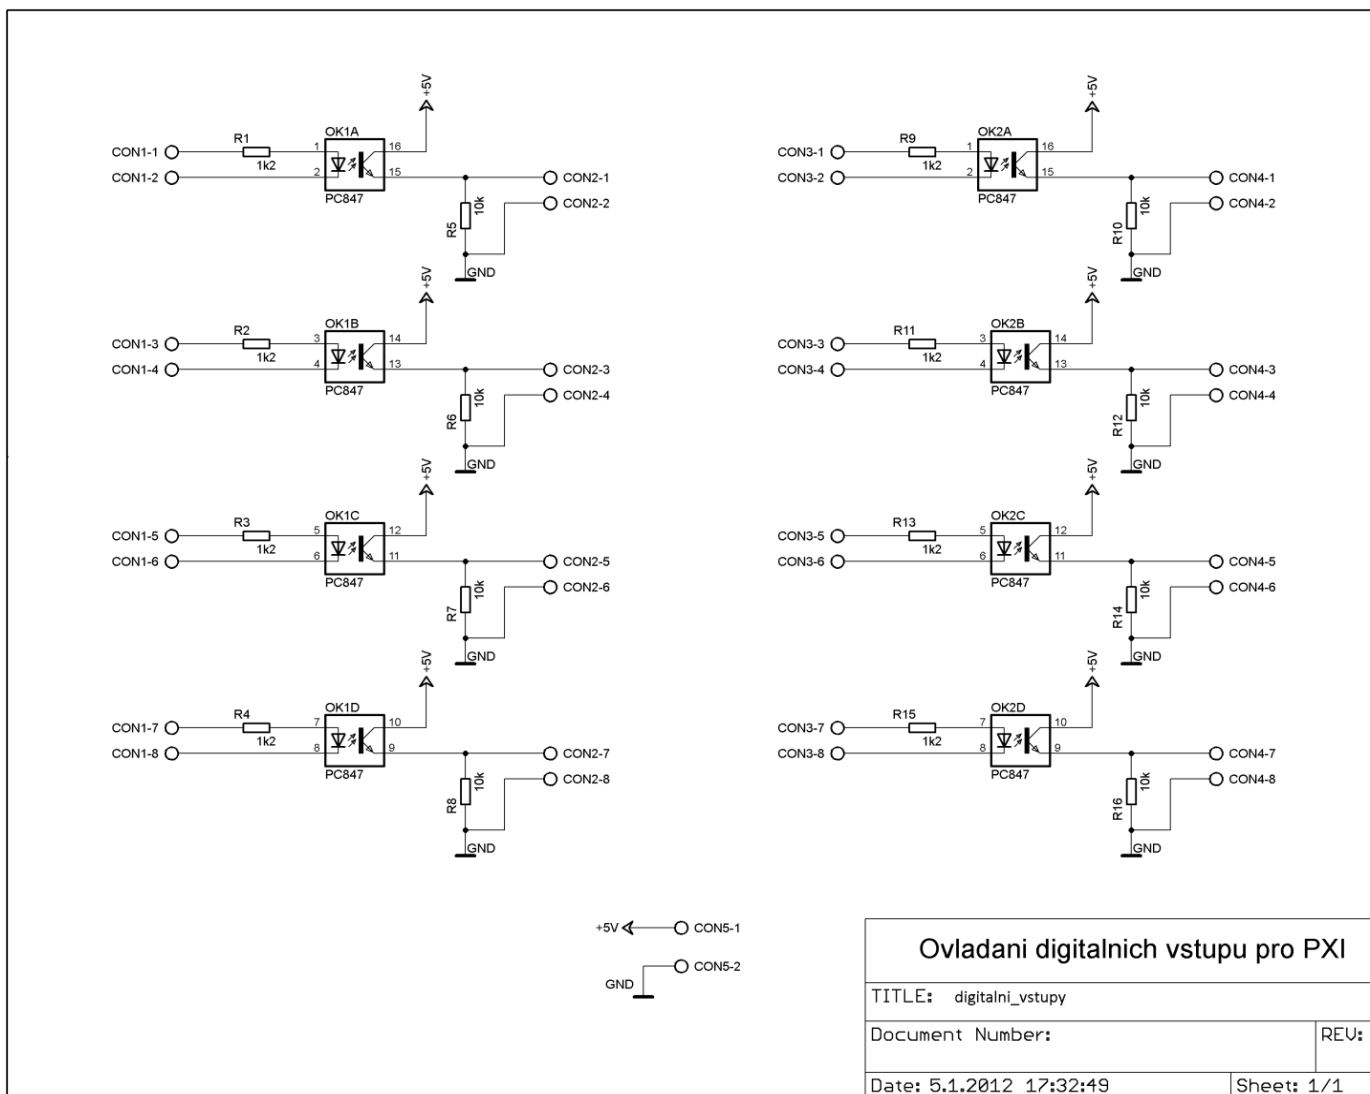 +5V
OK1A
R1
CON1-1
1
16
1k2
CON1-2
2
15
CON2-1
PC847
10k
CON2-2
R5
GND
+5V
OK1B
R2
CON1-3
3
14
1k2
CON1-4
4
13
CON2-3
PC847
10k
CON2-4
R6
GND
+5V
OK1C
R3
CON1-5
5
12
1k2
CON1-6
6
11
CON2-5
PC847
10k
CON2-6
R7
GND
+5V
OK1D
R4
CON1-7
7
10
1k2
CON1-8
8
9
CON2-7
PC847
10k
CON2-8
R8
GND
+5V
OK2A
R9
CON3-1
1
16
1k2
CON3-2
2
15
CON4-1
PC847
10k
CON4-2
R10
GND
+5V
OK2B
R11
CON3-3
3
14
1k2
CON3-4
4
13
CON4-3
PC847
10k
CON4-4
R12
GND
+5V
OK2C
R13
CON3-5
5
12
1k2
CON3-6
6
11
CON4-5
PC847
10k
CON4-6
R14
GND
+5V
OK2D
R15
CON3-7
7
10
1k2
CON3-8
8
9
CON4-7
PC847
10k
CON4-8
R16
GND
+5V
CON5-1
CON5-2
GND
Ovladani digitalnich vstupu pro PXI
TITLE: digitalni_vstupy
Document Number:
REV:
Date: 5.1.2012 17:32:49
Sheet: 1/1